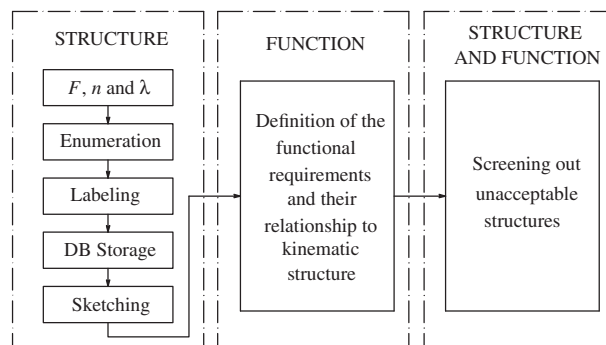 STRUCTURE
F, n and λ
Enumeration
Labeling
DB Storage
Sketching
FUNCTION
Definition of the
functional
requirements
and their
relationship to
kinematic
structure
STRUCTURE
AND FUNCTION
Screening out
unacceptable
structures